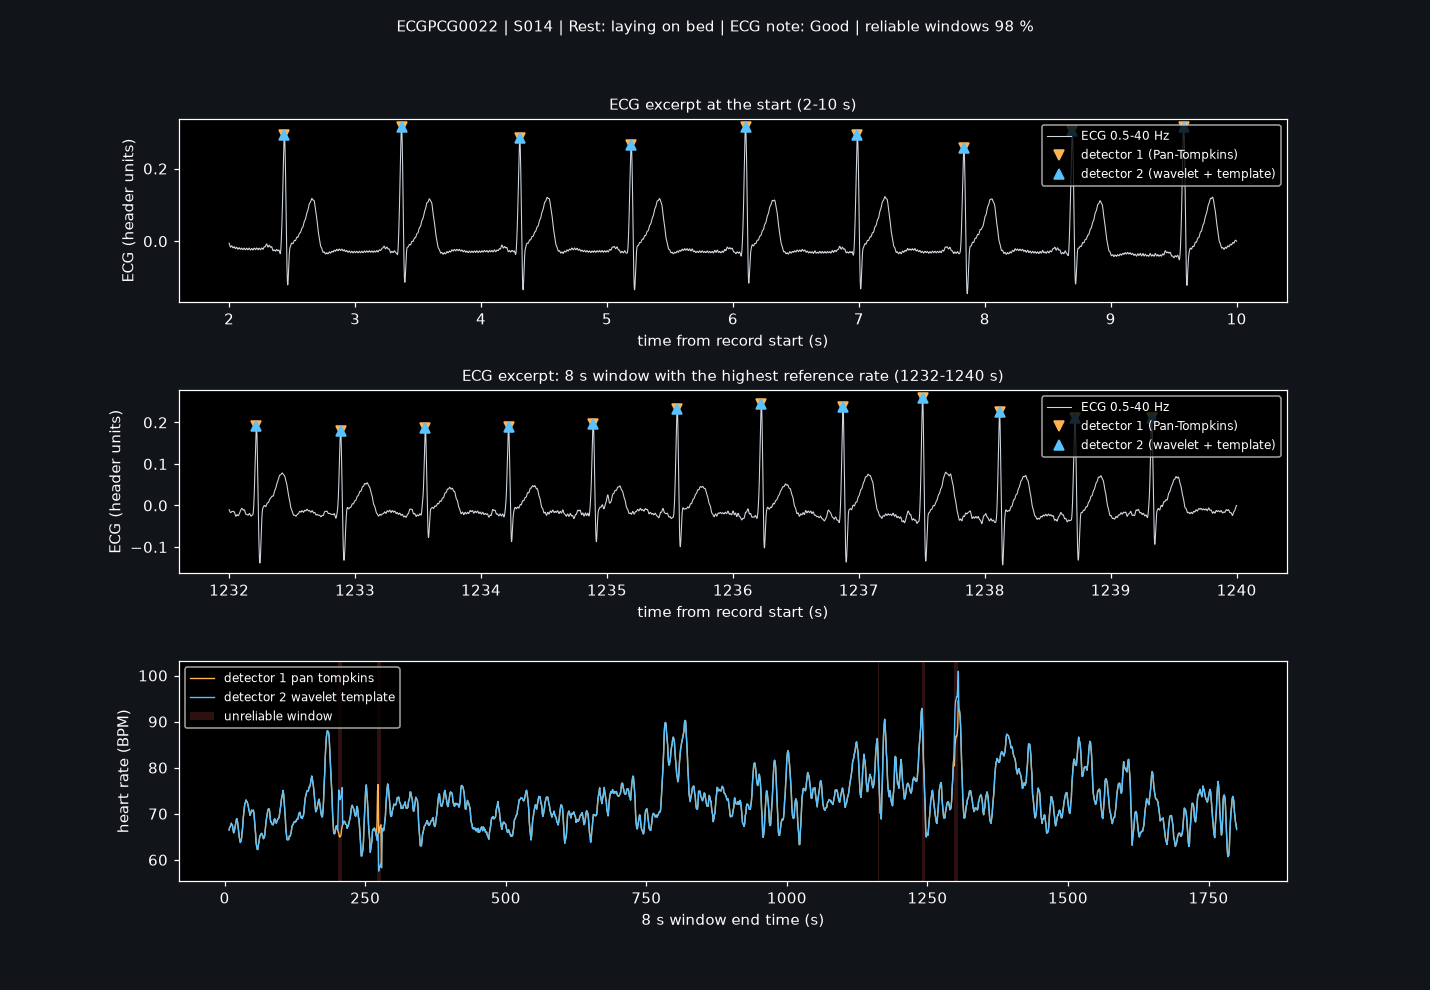 ECGPCG0022 | S014 | Rest: laying on bed | ECG note: Good | reliable windows 98 %
ECG excerpt at the start (2-10 s)
ECG (header units)
0.2
0.0
ECG 0.5-40 Hz
detector 1 (Pan-Tompkins)
detector 2 (wavelet + template)
2 3 4 5 6 7 8 9 10
time from record start (s)
ECG excerpt: 8 s window with the highest reference rate (1232-1240 s)
ECG (header units)
0.2
0.1
0.0
−0.1
ECG 0.5-40 Hz
detector 1 (Pan-Tompkins)
detector 2 (wavelet + template)
1232 1233 1234 1235 1236 1237 1238 1239 1240
time from record start (s)
heart rate (BPM)
100
90
80
70
60
detector 1 pan tompkins
detector 2 wavelet template
unreliable window
0 250 500 750 1000 1250 1500 1750
8 s window end time (s)